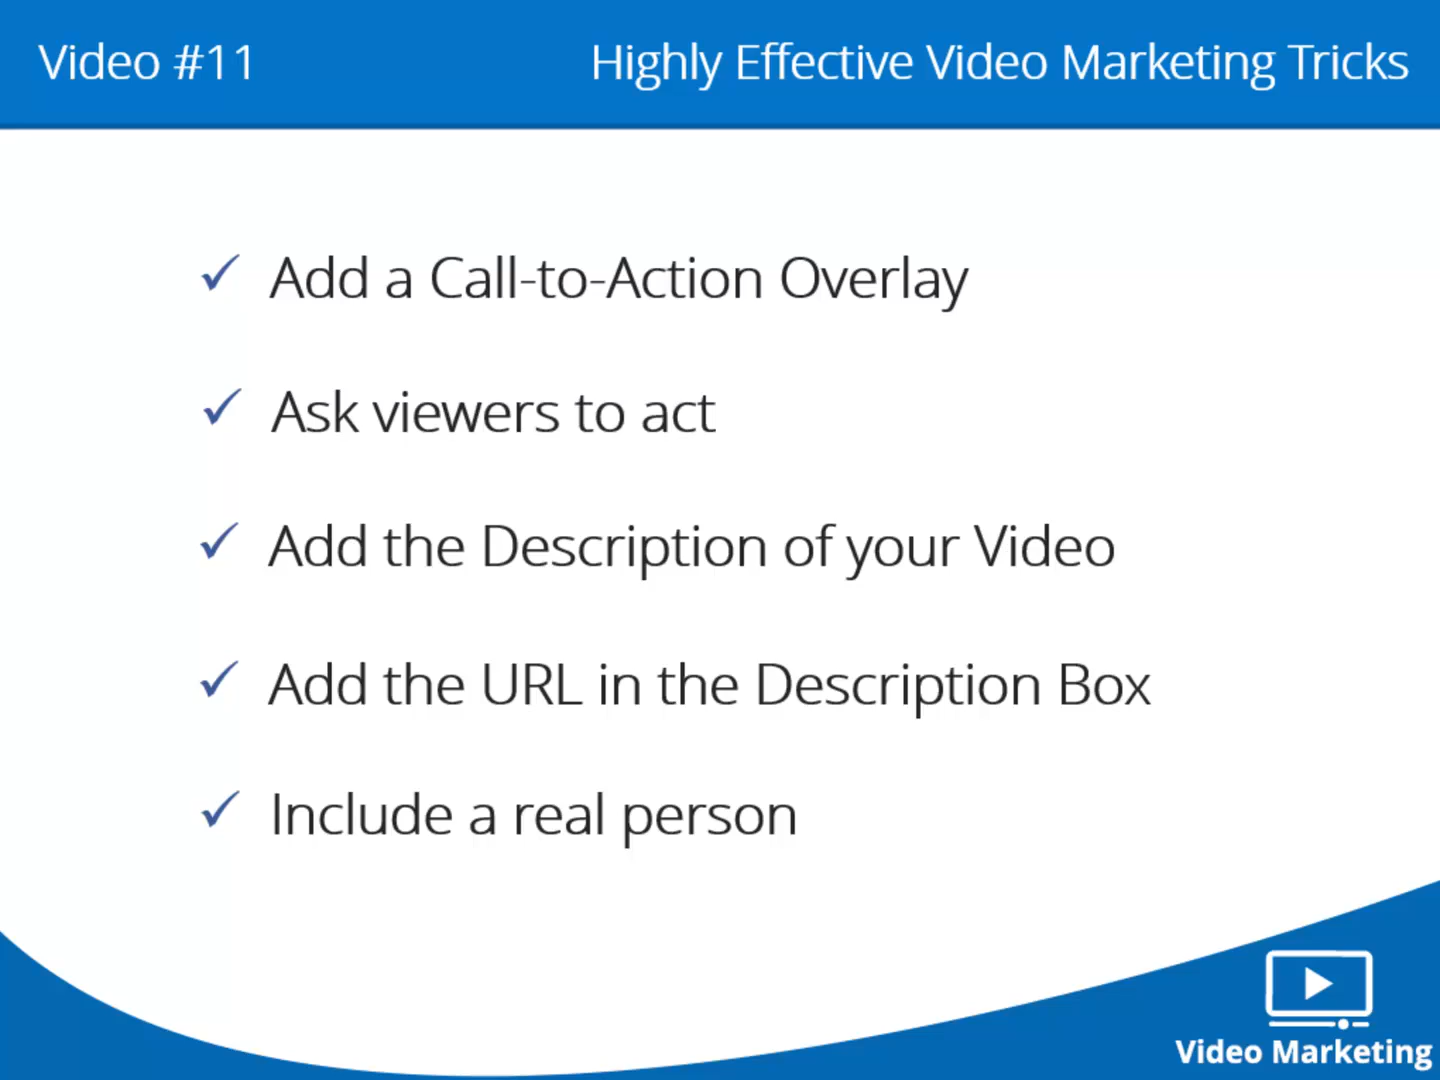 Video #11
Highly Effective Video Marketing Tricks
Add a Call-to-Action Overlay
Ask viewers to act
Add the Description of your Video
Add the URL in the Description Box
Include a real person
Video Marketing